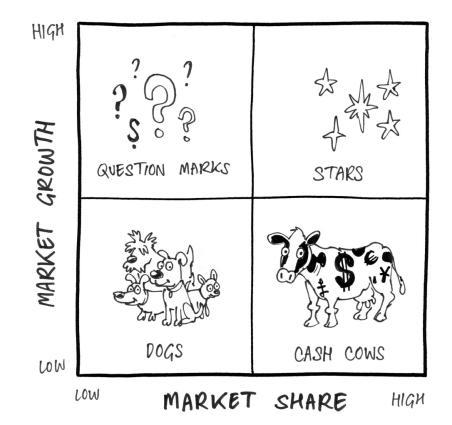 HIGH
QUESTION MARKS
STARS
MARKET GROWTH
$ € ¥ £
DOGS
CASH COWS
LOW
LOW
MARKET SHARE
HIGH